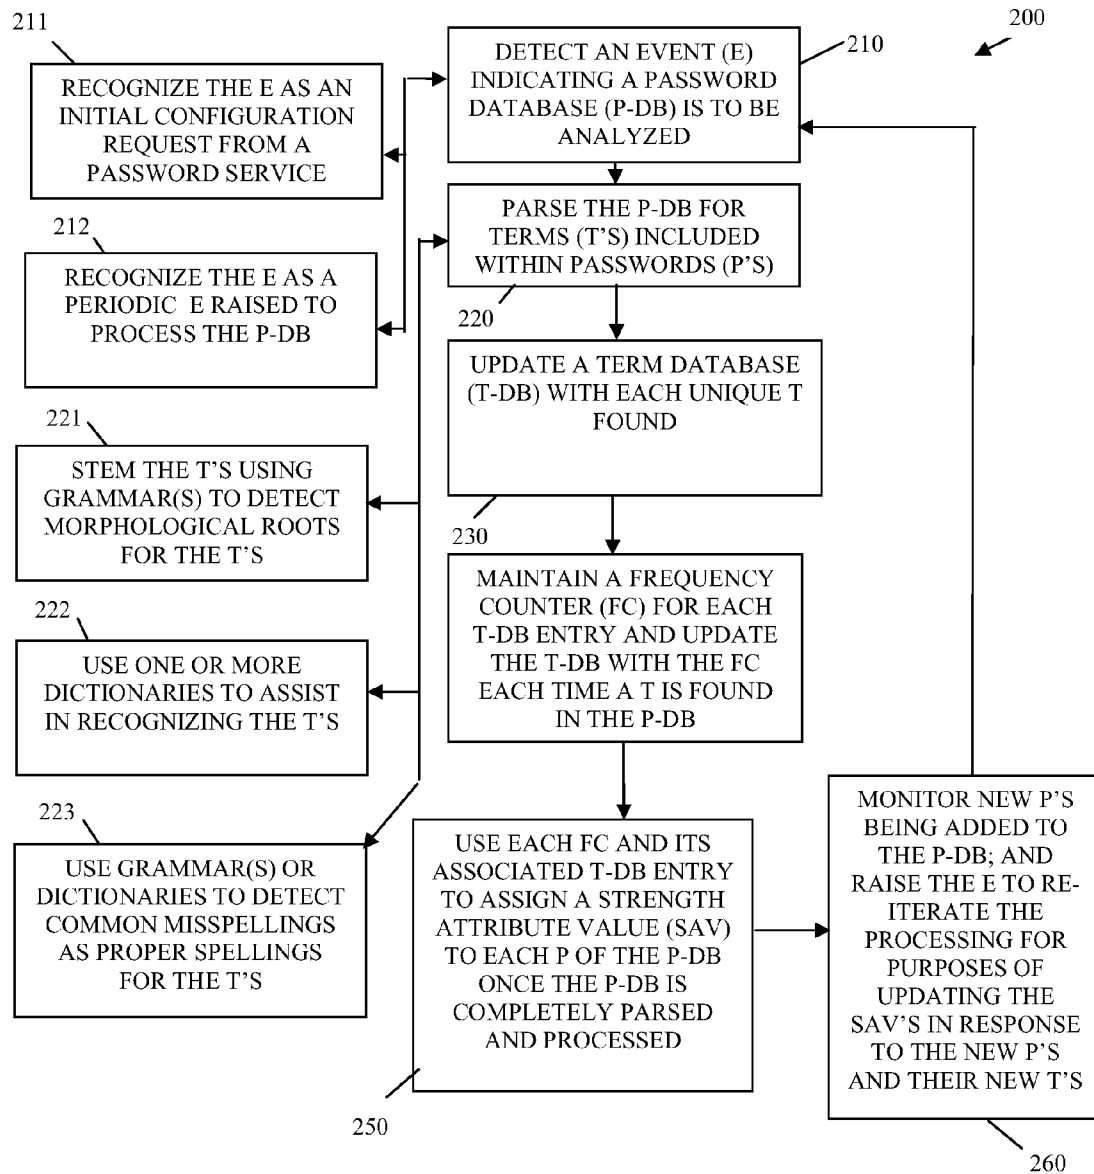 200
211
RECOGNIZE THE E AS AN
INITIAL CONFIGURATION
REQUEST FROM A
PASSWORD SERVICE
210
DETECT AN EVENT (E)
INDICATING A PASSWORD
DATABASE (P-DB) IS TO BE
ANALYZED
212
RECOGNIZE THE E AS A
PERIODIC E RAISED TO
PROCESS THE P-DB
PARSE THE P-DB FOR
TERMS (T'S) INCLUDED
WITHIN PASSWORDS (P'S)
220
UPDATE A TERM DATABASE
(T-DB) WITH EACH UNIQUE T
FOUND
230
221
STEM THE T'S USING
GRAMMAR(S) TO DETECT
MORPHOLOGICAL ROOTS
FOR THE T'S
222
USE ONE OR MORE
DICTIONARIES TO ASSIST
IN RECOGNIZING THE T'S
MAINTAIN A FREQUENCY
COUNTER (FC) FOR EACH
T-DB ENTRY AND UPDATE
THE T-DB WITH THE FC
EACH TIME A T IS FOUND
IN THE P-DB
223
USE GRAMMAR(S) OR
DICTIONARIES TO DETECT
COMMON MISSPELLINGS
AS PROPER SPELLINGS
FOR THE T'S
USE EACH FC AND ITS
ASSOCIATED T-DB ENTRY
TO ASSIGN A STRENGTH
ATTRIBUTE VALUE (SAV)
TO EACH P OF THE P-DB
ONCE THE P-DB IS
COMPLETELY PARSED
AND PROCESSED
250
MONITOR NEW P'S
BEING ADDED TO
THE P-DB; AND
RAISE THE E TO RE-
ITERATE THE
PROCESSING FOR
PURPOSES OF
UPDATING THE
SAV'S IN RESPONSE
TO THE NEW P'S
AND THEIR NEW T'S
260